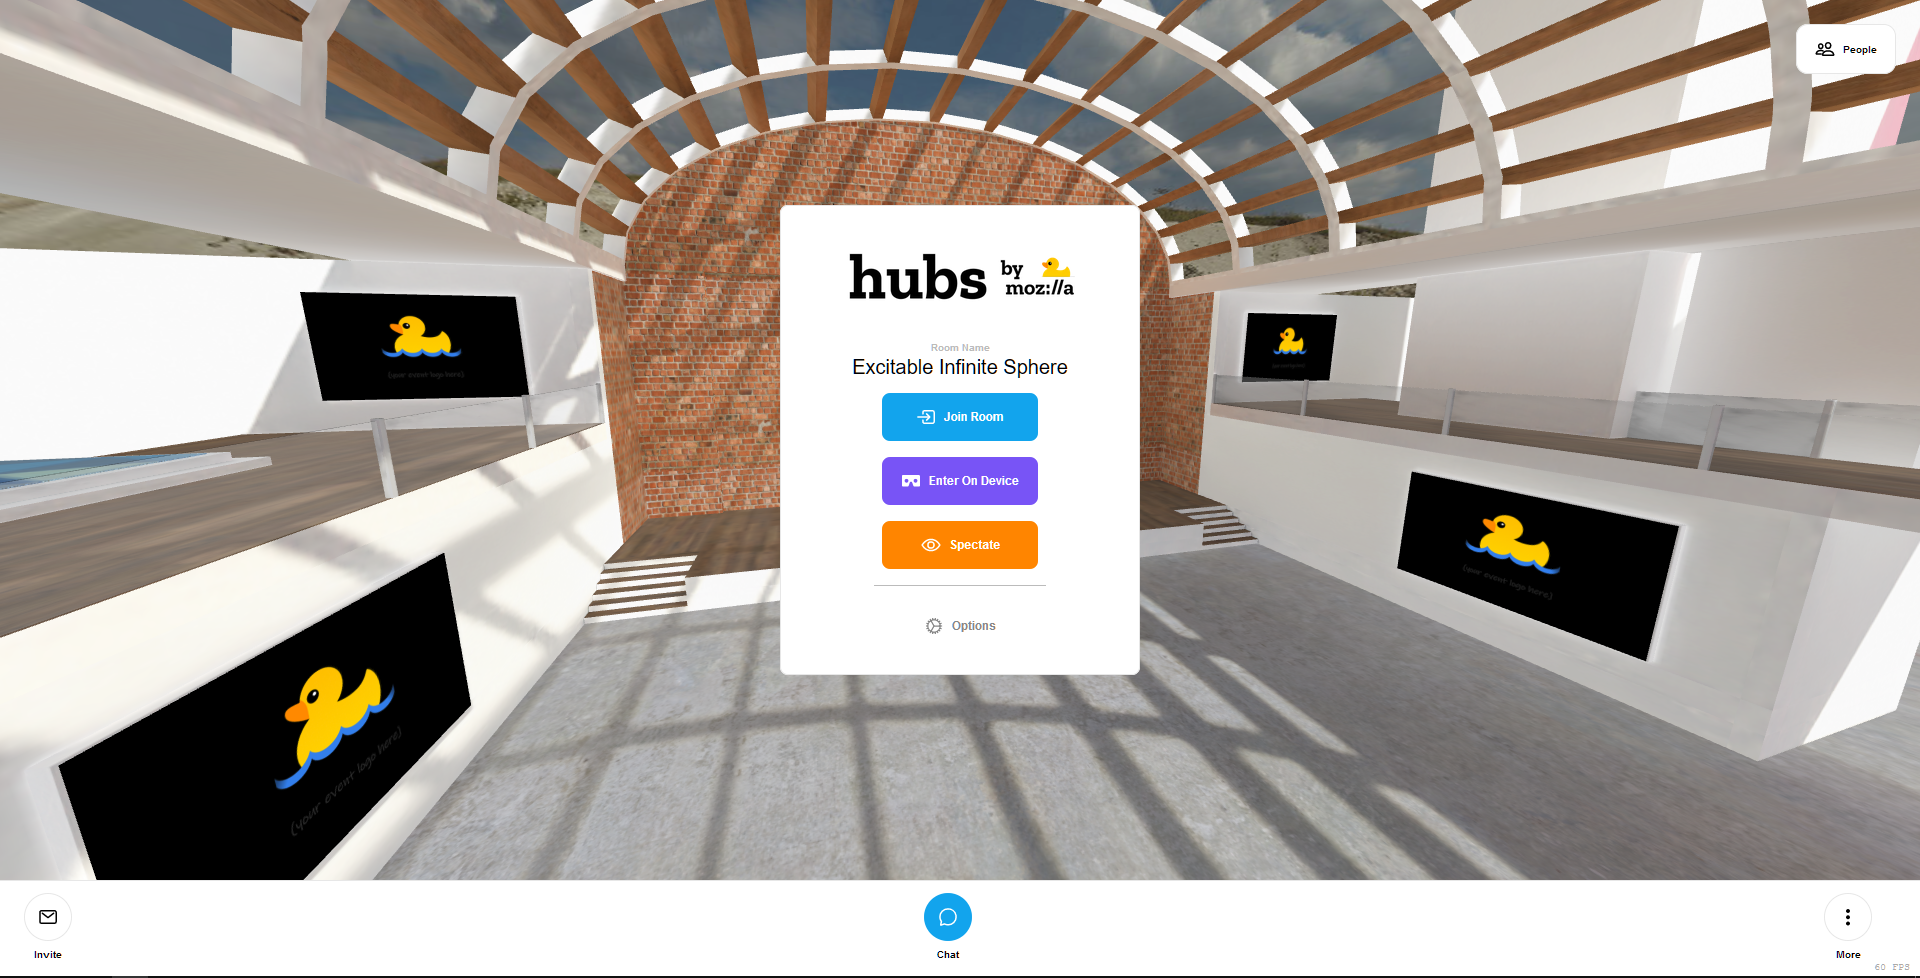 People
hubs by
moz://a
Room Name
Excitable Infinite Sphere
Join Room
Enter On Device
Spectate
Options
(your event logo here)
(your event logo here)
(your event logo here)
Invite
Chat
More
60 FPS